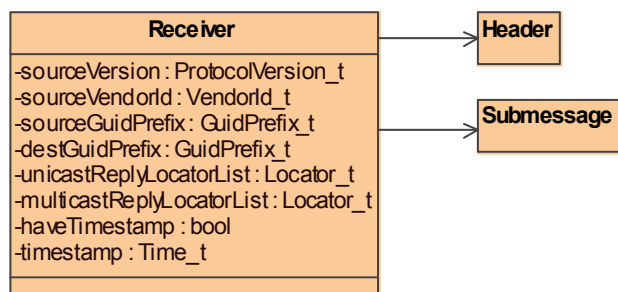 Receiver
-sourceVersion : ProtocolVersion_t
-sourceVendorId : VendorId_t
-sourceGuidPrefix : GuidPrefix_t
-destGuidPrefix : GuidPrefix_t
-unicastReplyLocatorList : Locator_t
-multicastReplyLocatorList : Locator_t
-haveTimestamp : bool
-timestamp : Time_t
Header
Submessage